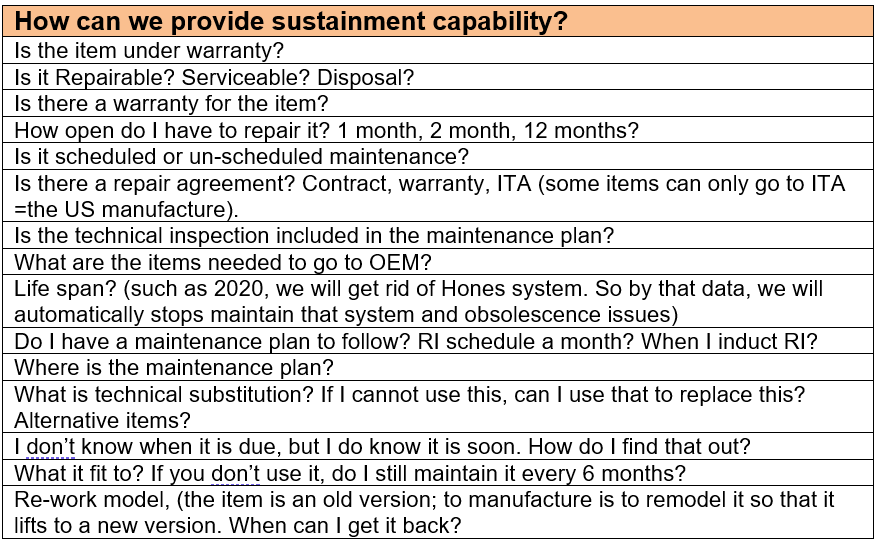 How can we provide sustainment capability?
Is the item under warranty?
Is it Repairable? Serviceable? Disposal?
Is there a warranty for the item?
How open do I have to repair it? 1 month, 2 month, 12 months?
Is it scheduled or un-scheduled maintenance?
Is there a repair agreement? Contract, warranty, ITA (some items can only go to ITA
=the US manufacture).
Is the technical inspection included in the maintenance plan?
What are the items needed to go to OEM?
Life span? (such as 2020, we will get rid of Hones system. So by that data, we will
automatically stops maintain that system and obsolescence issues)
Do I have a maintenance plan to follow? RI schedule a month? When I induct RI?
Where is the maintenance plan?
What is technical substitution? If I cannot use this, can I use that to replace this?
Alternative items?
I don’t know when it is due, but I do know it is soon. How do I find that out?
What it fit to? If you don’t use it, do I still maintain it every 6 months?
Re-work model, (the item is an old version; to manufacture is to remodel it so that it
lifts to a new version. When can I get it back?